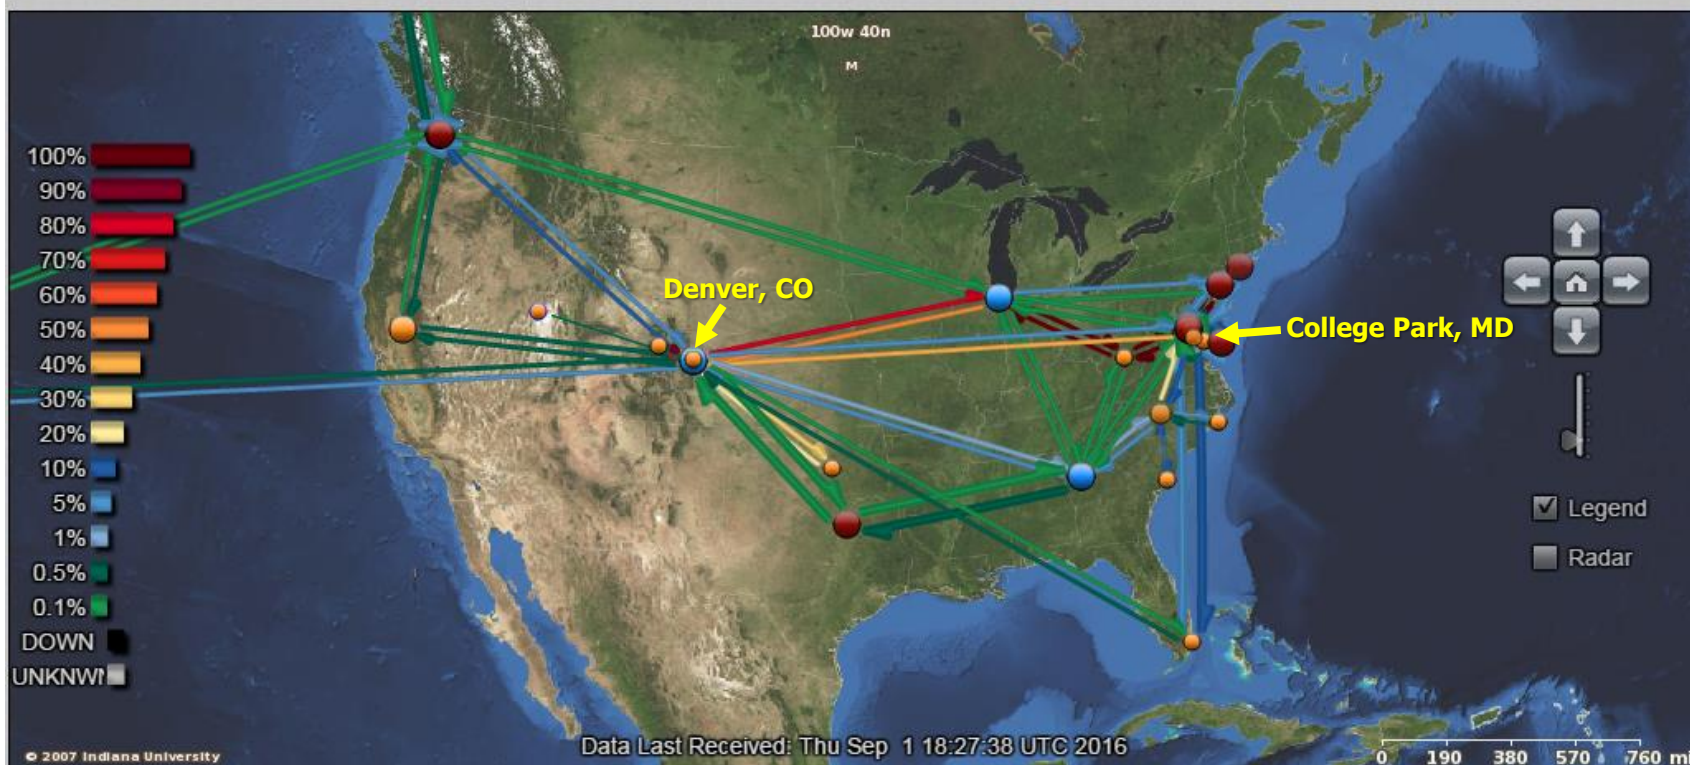 100w 40n
M
100%
90%
80%
70%
60%
50%
40%
30%
20%
10%
5%
1%
0.5%
0.1%
DOWN
UNKNWN
Denver, CO
College Park, MD
Legend
Radar
Data Last Received: Thu Sep 1 18:27:38 UTC 2016
© 2007 Indiana University
0 190 380 570 760 mi